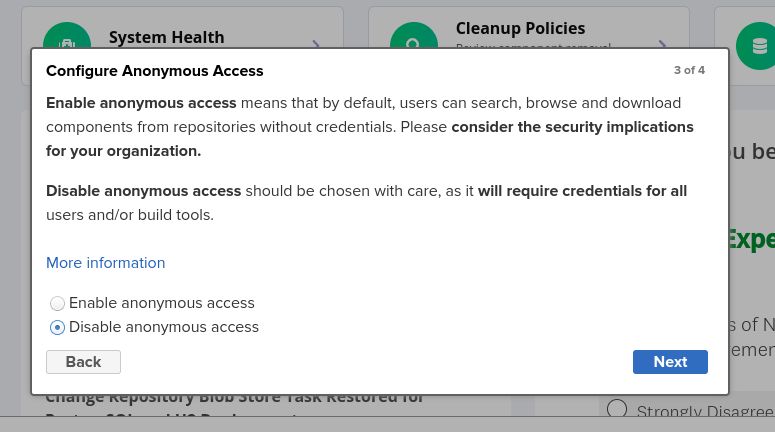 System Health
Cleanup Policies
Review component removal
Configure Anonymous Access
3 of 4
Enable anonymous access means that by default, users can search, browse and download
components from repositories without credentials. Please consider the security implications
for your organization.
Disable anonymous access should be chosen with care, as it will require credentials for all
users and/or build tools.
More information
Enable anonymous access
Disable anonymous access
Back
Next
ou be
Expe
s of N
emen
Change Repository Blob Store Task Restored for
Strongly Disagree